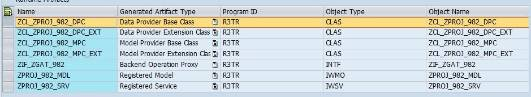 Name Generated Artifact Type Program ID Object Type Object Name
ZCL_ZPROJ_982_DPC Data Provider Base Class R3TR CLAS ZCL_ZPROJ_982_DPC
ZCL_ZPROJ_982_DPC_EXT Data Provider Extension Class R3TR CLAS ZCL_ZPROJ_982_DPC_EXT
ZCL_ZPROJ_982_MPC Model Provider Base Class R3TR CLAS ZCL_ZPROJ_982_MPC
ZCL_ZPROJ_982_MPC_EXT Model Provider Extension Clas R3TR CLAS ZCL_ZPROJ_982_MPC_EXT
ZIF_ZGAT_982 Backend Operation Proxy R3TR INTF ZIF_ZGAT_982
ZPROJ_982_MDL Registered Model R3TR IWMO ZPROJ_982_MDL
ZPROJ_982_SRV Registered Service R3TR IWSV ZPROJ_982_SRV